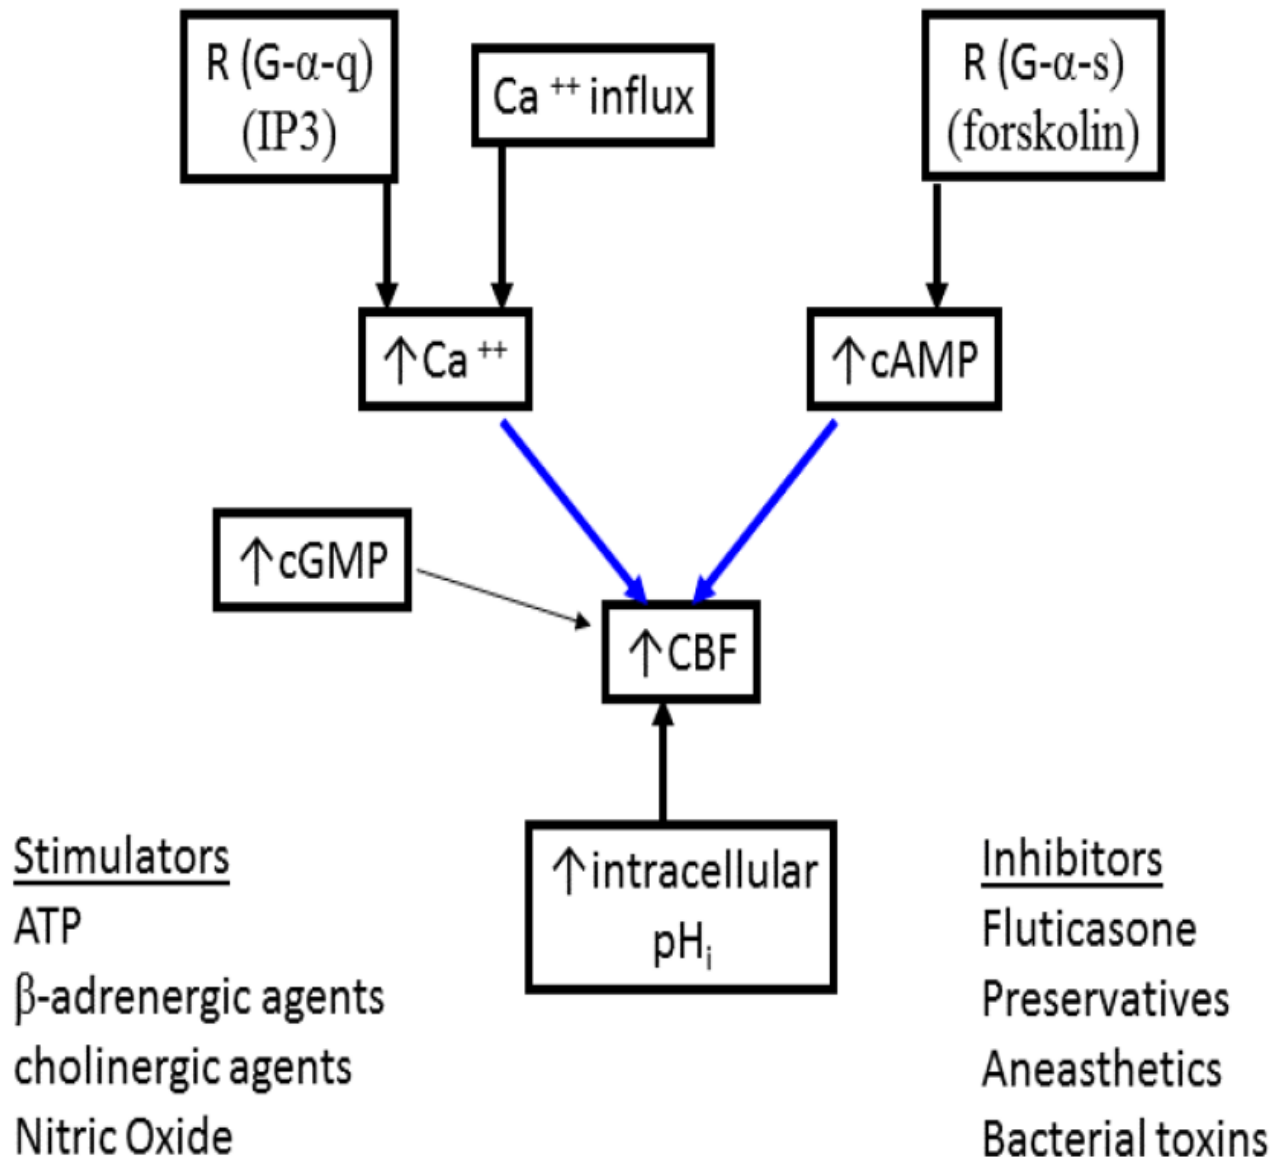 R (G-α-q)
(IP3)
Ca ++ influx
R (G-α-s)
(forskolin)
↑Ca ++
↑cAMP
↑cGMP
↑CBF
↑intracellular
pHi
Stimulators
ATP
β-adrenergic agents
cholinergic agents
Nitric Oxide
Inhibitors
Fluticasone
Preservatives
Aneasthetics
Bacterial toxins